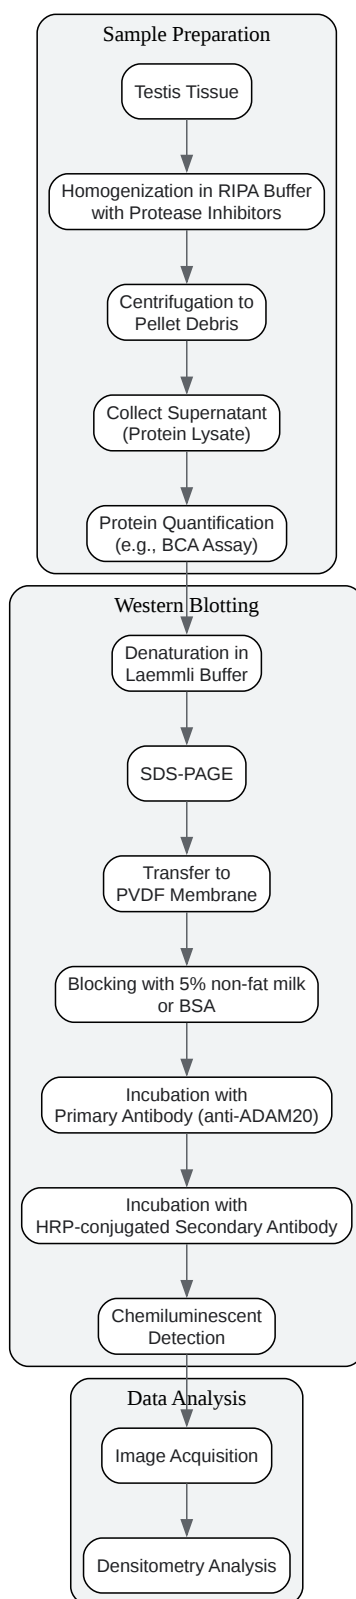 Sample Preparation
Testis Tissue
Homogenization in RIPA Buffer
with Protease Inhibitors
Centrifugation to
Pellet Debris
Collect Supernatant
(Protein Lysate)
Protein Quantification
(e.g., BCA Assay)
Western Blotting
Denaturation in
Laemmli Buffer
SDS-PAGE
Transfer to
PVDF Membrane
Blocking with 5% non-fat milk
or BSA
Incubation with
Primary Antibody (anti-ADAM20)
Incubation with
HRP-conjugated Secondary Antibody
Chemiluminescent
Detection
Data Analysis
Image Acquisition
Densitometry Analysis